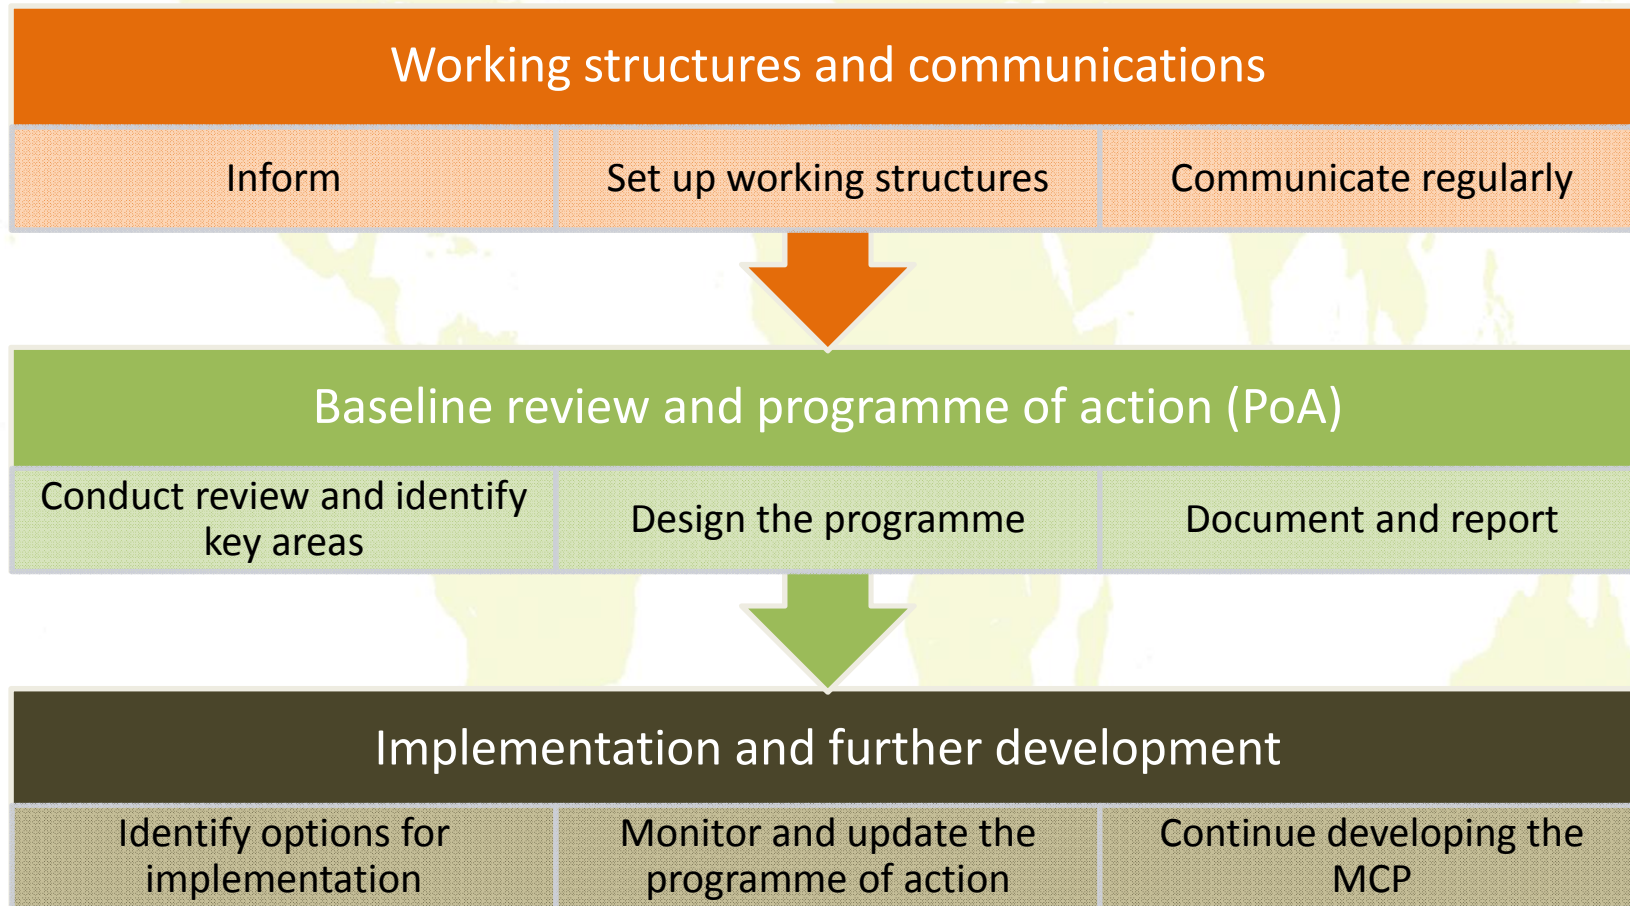 Working structures and communications
Inform
Set up working structures
Communicate regularly
Baseline review and programme of action (PoA)
Conduct review and identify
key areas
Design the programme
Document and report
Implementation and further development
Identify options for
implementation
Monitor and update the
programme of action
Continue developing the
MCP